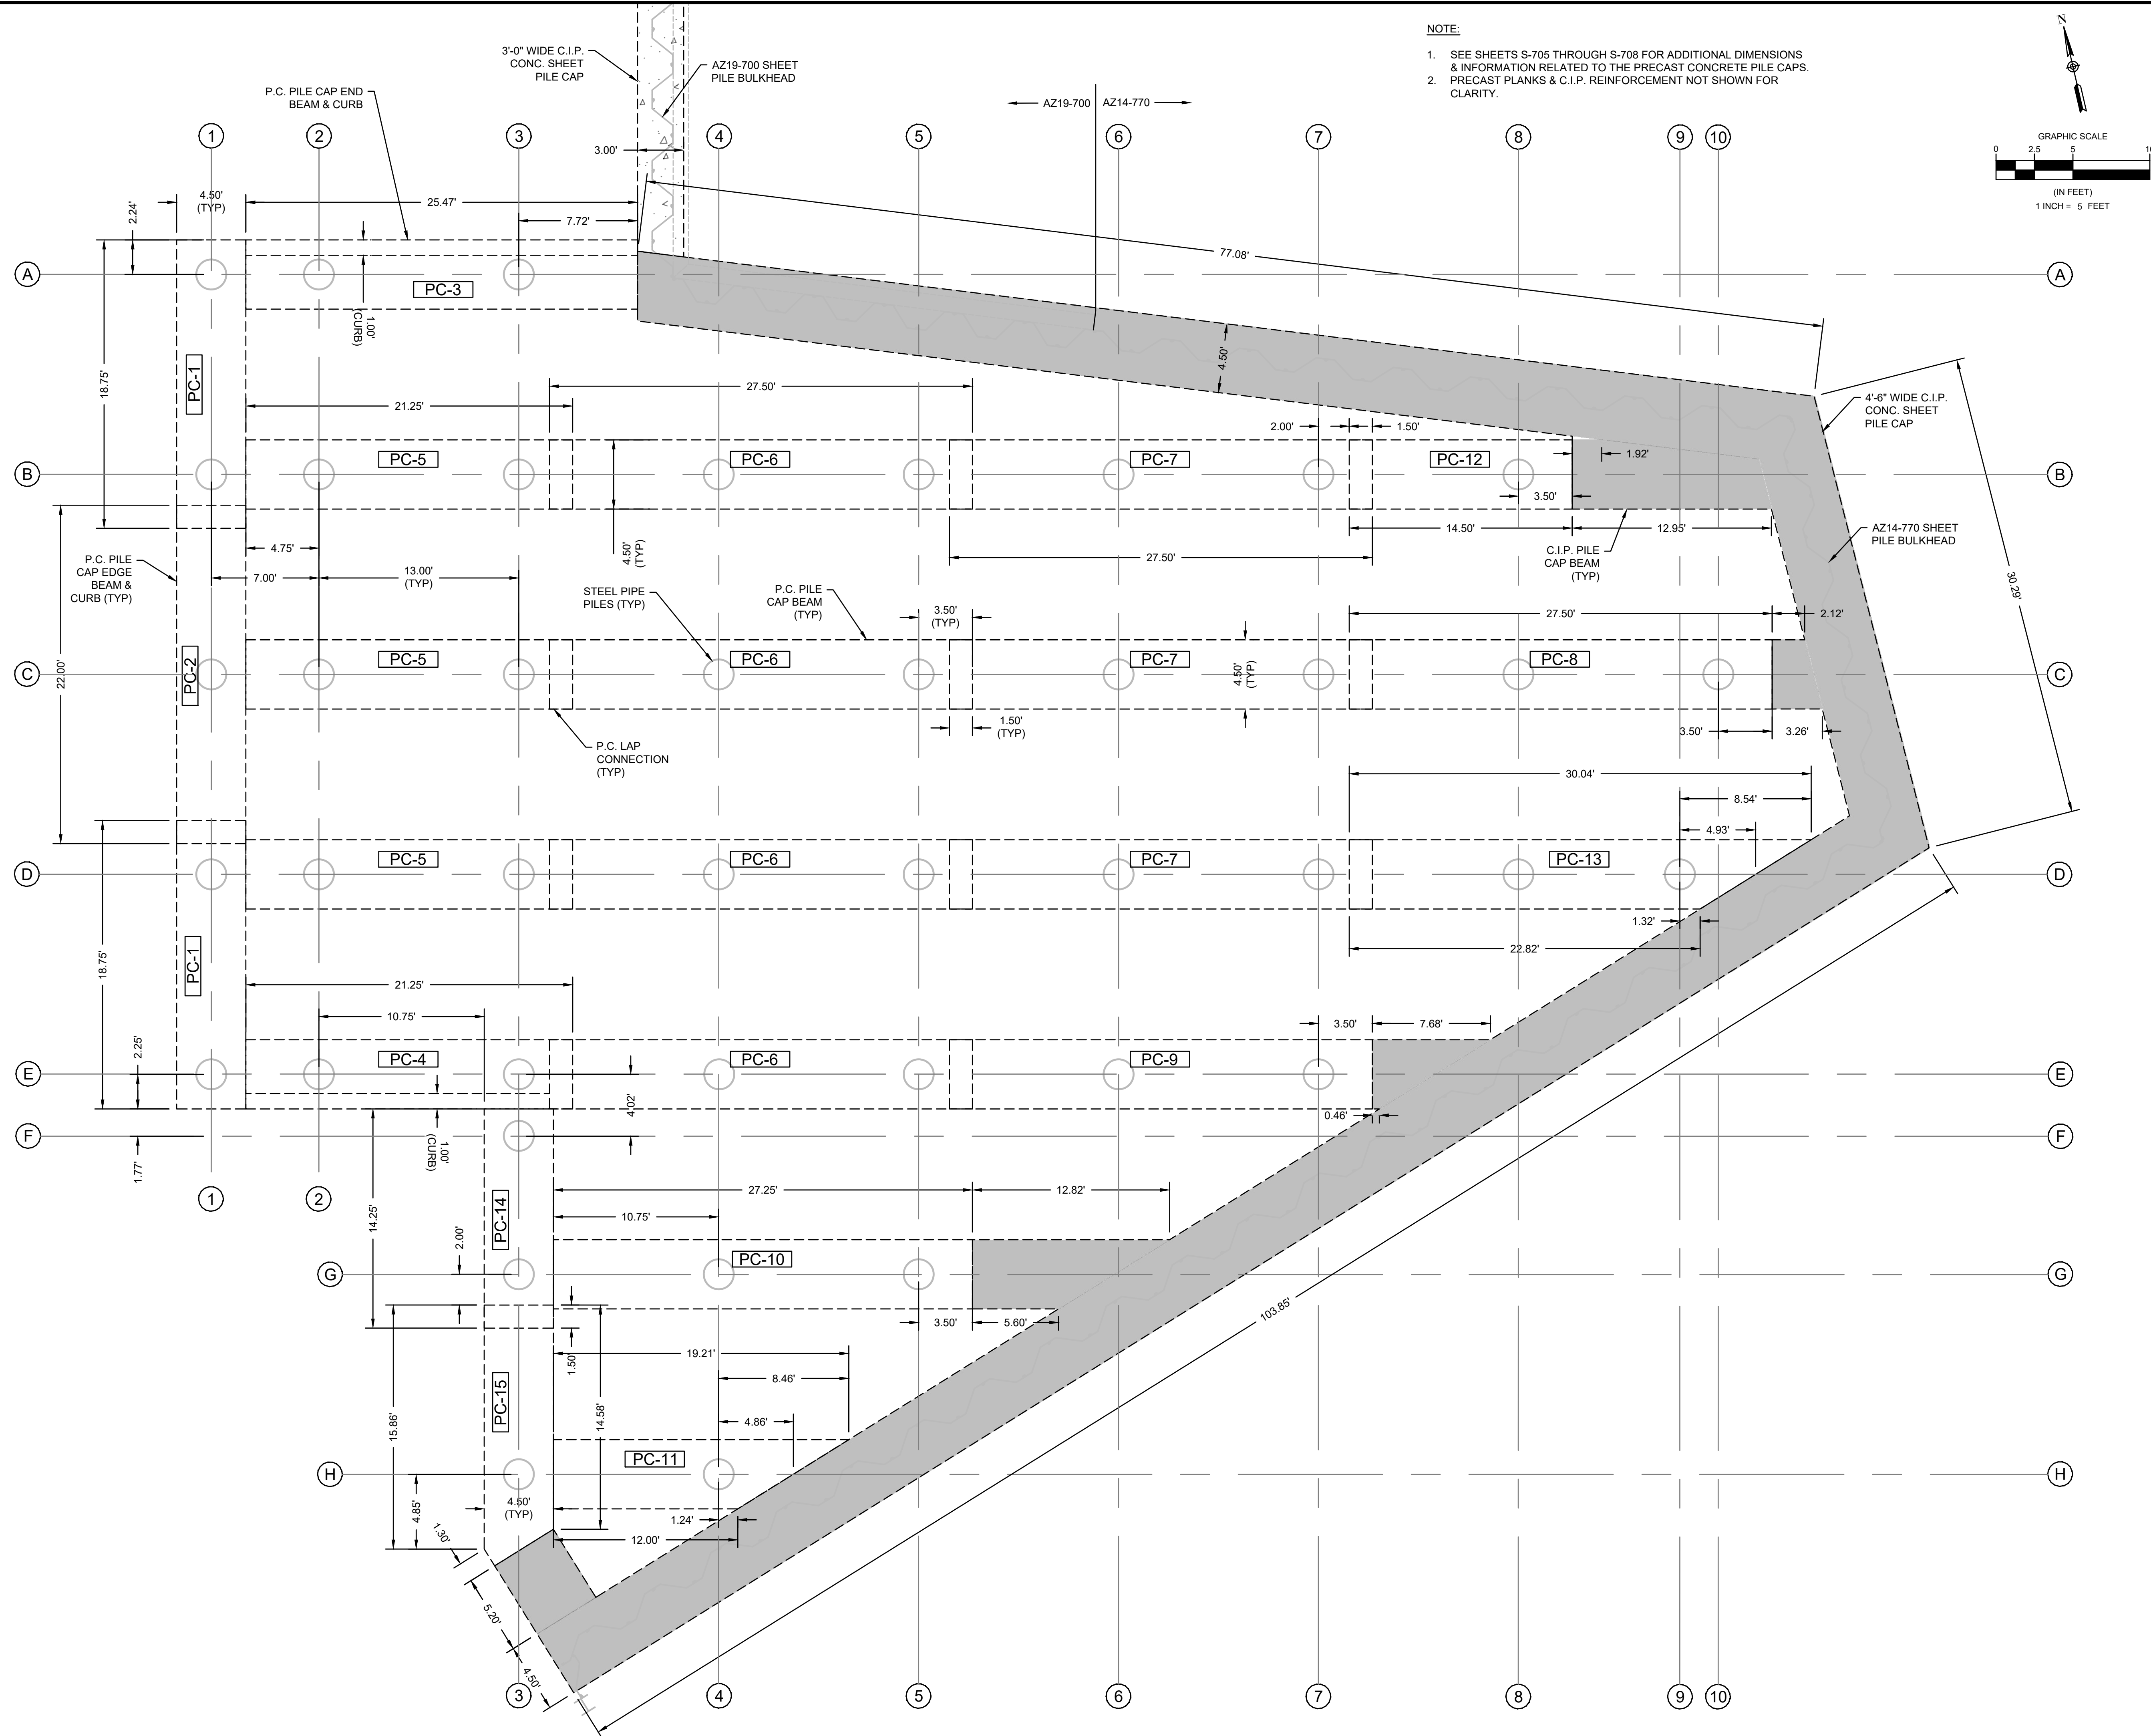 NOTE:
1. SEE SHEETS S-705 THROUGH S-708 FOR ADDITIONAL DIMENSIONS
& INFORMATION RELATED TO THE PRECAST CONCRETE PILE CAPS.
2. PRECAST PLANKS & C.I.P. REINFORCEMENT NOT SHOWN FOR
CLARITY.
N
GRAPHIC SCALE
0 2.5 5 10
(IN FEET)
1 INCH = 5 FEET
3'-0" WIDE C.I.P.
CONC. SHEET
PILE CAP
AZ19-700 SHEET
PILE BULKHEAD
P.C. PILE CAP END
BEAM & CURB
AZ19-700 AZ14-770
1 2 3 4 5 6 7 8 9 10
3.00'
4.50'
(TYP)
25.47'
7.72'
2.24'
77.08'
A A
PC-3
1.00'
(CURB)
18.75'
PC-1
4.50'
27.50'
21.25'
4'-6" WIDE C.I.P.
CONC. SHEET
PILE CAP
2.00' 1.50'
B PC-5 PC-6 PC-7 PC-12 1.92' B
3.50'
14.50' 12.95'
AZ14-770 SHEET
PILE BULKHEAD
4.75'
4.50'
(TYP)
27.50'
C.I.P. PILE
CAP BEAM
(TYP)
P.C. PILE
CAP EDGE
BEAM &
CURB (TYP)
7.00'
13.00'
(TYP)
STEEL PIPE
PILES (TYP)
P.C. PILE
CAP BEAM
(TYP)
30.29'
3.50'
(TYP)
27.50' 2.12'
22.00'
PC-2
C PC-5 PC-6 PC-7 PC-8 C
4.50'
(TYP)
1.50'
(TYP)
3.50' 3.26'
P.C. LAP
CONNECTION
(TYP)
30.04'
8.54'
4.93'
D PC-5 PC-6 PC-7 PC-13 D
1.32'
22.82'
18.75'
PC-1
21.25'
10.75'
2.25'
3.50' 7.68'
E PC-4 PC-6 PC-9 E
4.02'
0.46'
F F
1.77'
1.00'
(CURB)
1 2
14.25'
PC-14
27.25' 12.82'
10.75'
2.00'
G PC-10 G
103.85'
3.50' 5.60'
1.50'
19.21'
8.46'
15.86'
PC-15
14.58'
4.86'
H PC-11 H
4.85'
4.50'
(TYP)
1.24'
12.00'
1.30'
5.20'
4.50'
3 4 5 6 7 8 9 10